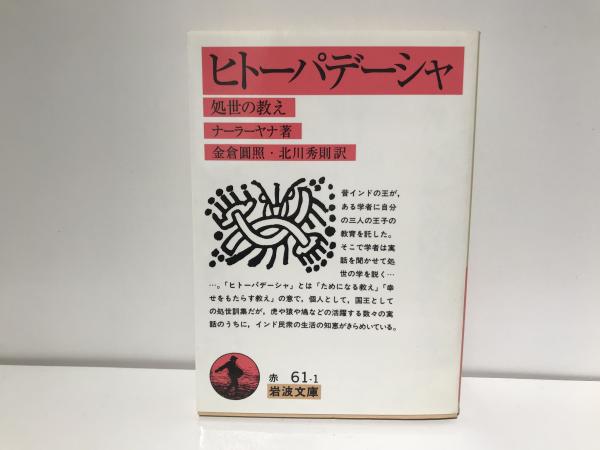 ヒトーパデーシャ
処世の教え
ナーラーヤナ著
金倉圓照・北川秀則訳
昔インドの王が,
ある学者に自分
の三人の王子の
教育を託した。
そこで学者は寓
話を聞かせて処
世の学を説く…
…。「ヒトーパデーシャ」とは「ためになる教え」「幸
せをもたらす教え」の意で，個人として，国王として
の処世訓集だが，虎や猿や鳩などの活躍する数々の寓
話のうちに，インド民衆の生活の知恵がきらめいている。
赤 61-1
岩波文庫